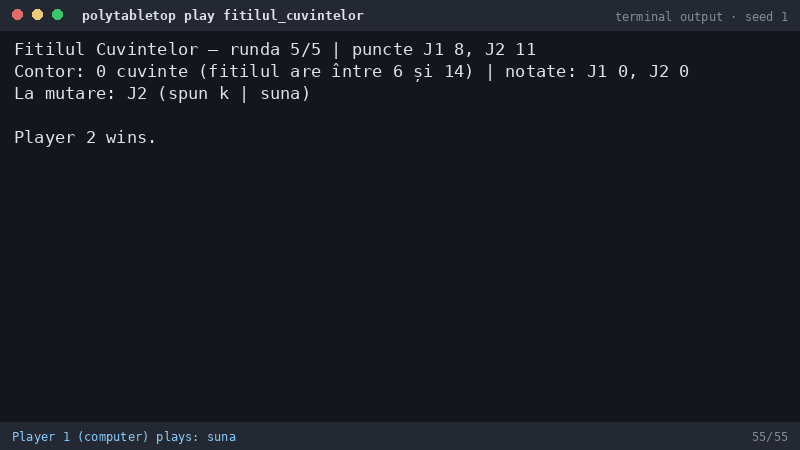 polytabletop play fitilul_cuvintelor
terminal output · seed 1
Fitilul Cuvintelor — runda 5/5 | puncte J1 8, J2 11
Contor: 0 cuvinte (fitilul are între 6 și 14) | notate: J1 0, J2 0
La mutare: J2 (spun k | suna)
Player 2 wins.
Player 1 (computer) plays: suna
55/55